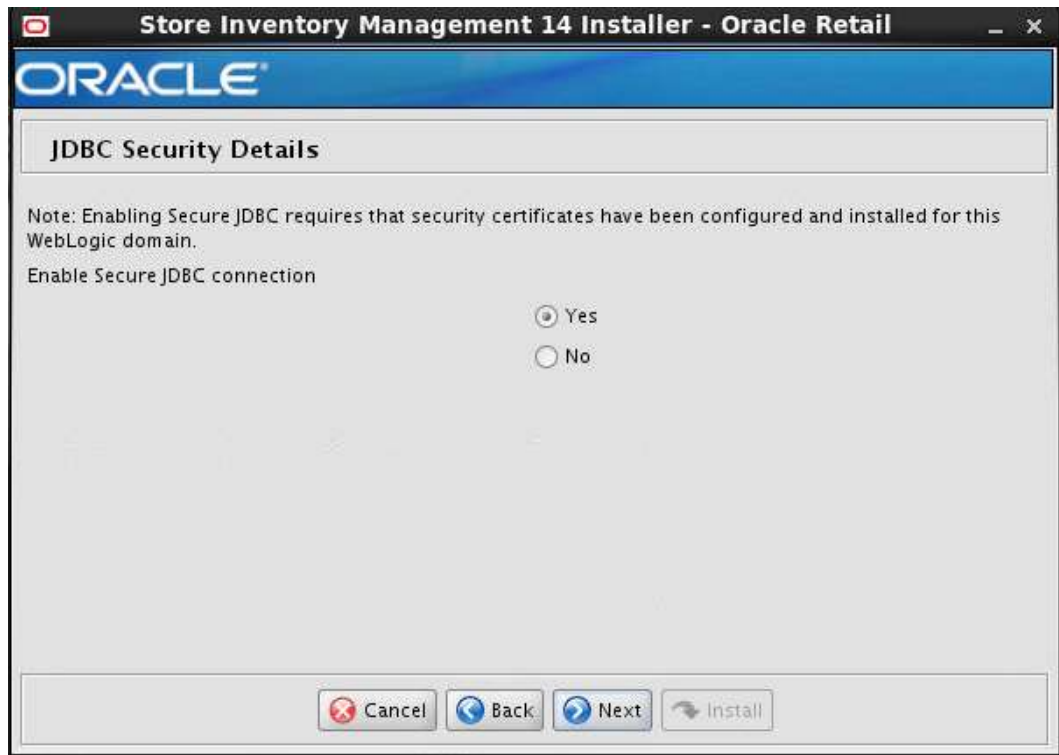 Store Inventory Management 14 Installer - Oracle Retail
ORACLE
JDBC Security Details
Note: Enabling Secure JDBC requires that security certificates have been configured and installed for this
WebLogic domain.
Enable Secure JDBC connection
Yes
No
Cancel Back Next Install